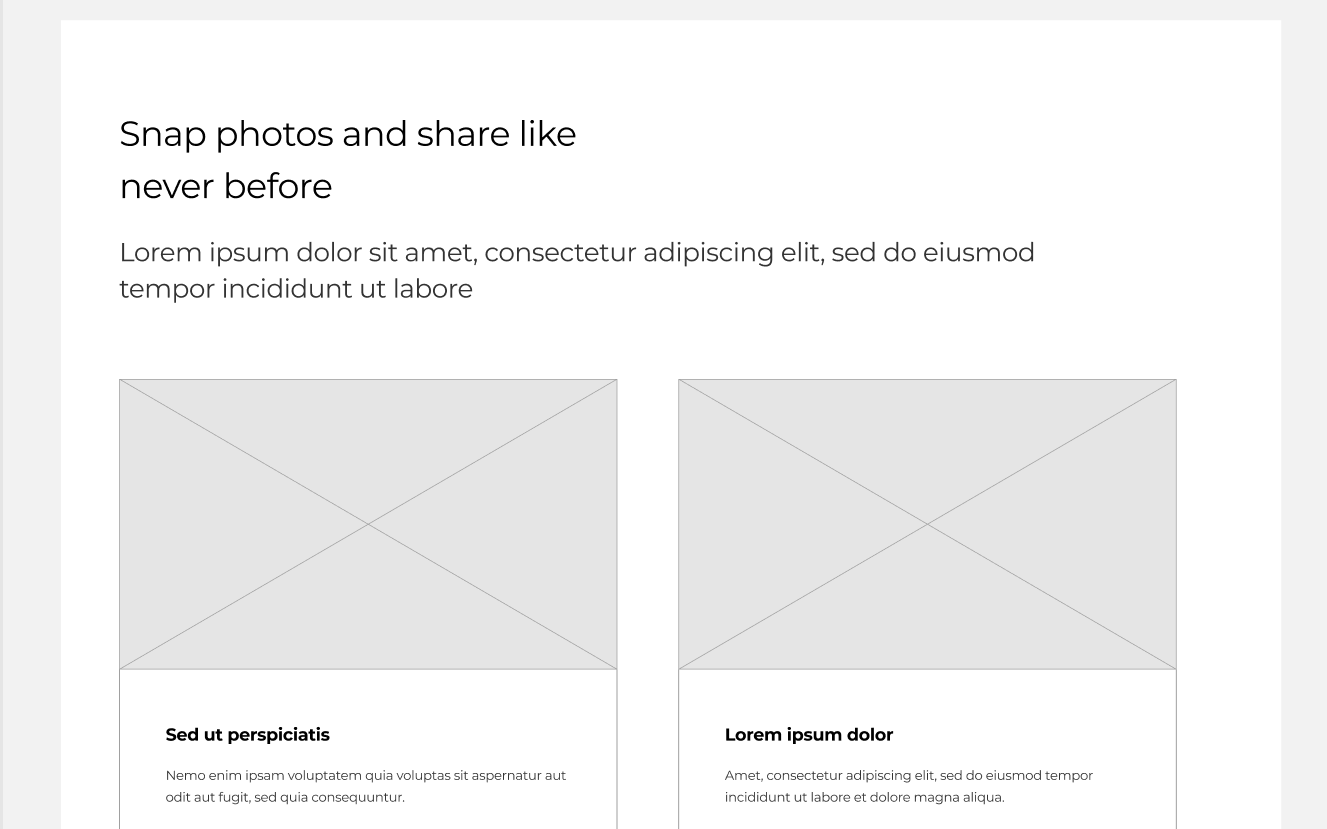 Snap photos and share like
never before
Lorem ipsum dolor sit amet, consectetur adipiscing elit, sed do eiusmod
tempor incididunt ut labore
Sed ut perspiciatis
Nemo enim ipsam voluptatem quia voluptas sit aspernatur aut
odit aut fugit, sed quia consequuntur.
Lorem ipsum dolor
Amet, consectetur adipiscing elit, sed do eiusmod tempor
incididunt ut labore et dolore magna aliqua.